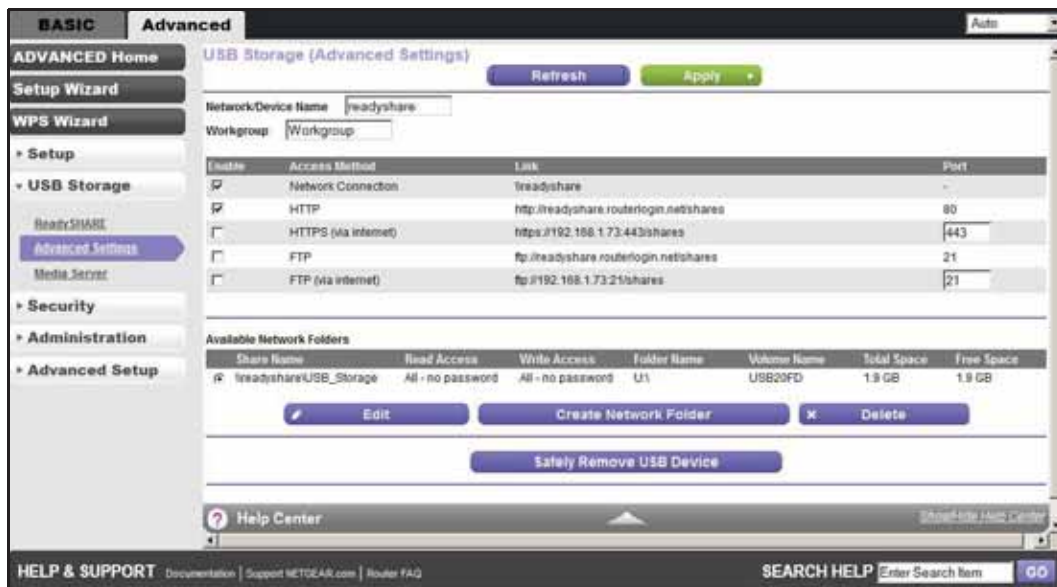 BASIC Advanced Auto
ADVANCED Home
Setup Wizard
WPS Wizard
Setup
USB Storage
ReadySHARE
Advanced Settings
Media Server
Security
Administration
Advanced Setup
USB Storage (Advanced Settings)
Refresh Apply
Network/Device Name readyshare
Workgroup Workgroup
Enable Access Method Link Port
Network Connection \\readyshare -
HTTP http://readyshare.routerlogin.net/shares 80
HTTPS (via internet) https://192.168.1.73:443/shares 443
FTP ftp://readyshare.routerlogin.net/shares 21
FTP (via internet) ftp://192.168.1.73:21/shares 21
Available Network Folders
Share Name Read Access Write Access Folder Name Volume Name Total Space Free Space
\\readyshare\USB_Storage All - no password All - no password U:\ USB20FD 1.9 GB 1.9 GB
Edit Create Network Folder Delete
Safely Remove USB Device
Help Center Show/Hide Help Center
HELP & SUPPORT Documentation | Support NETGEAR.com | Router FAQ SEARCH HELP Enter Search Item GO